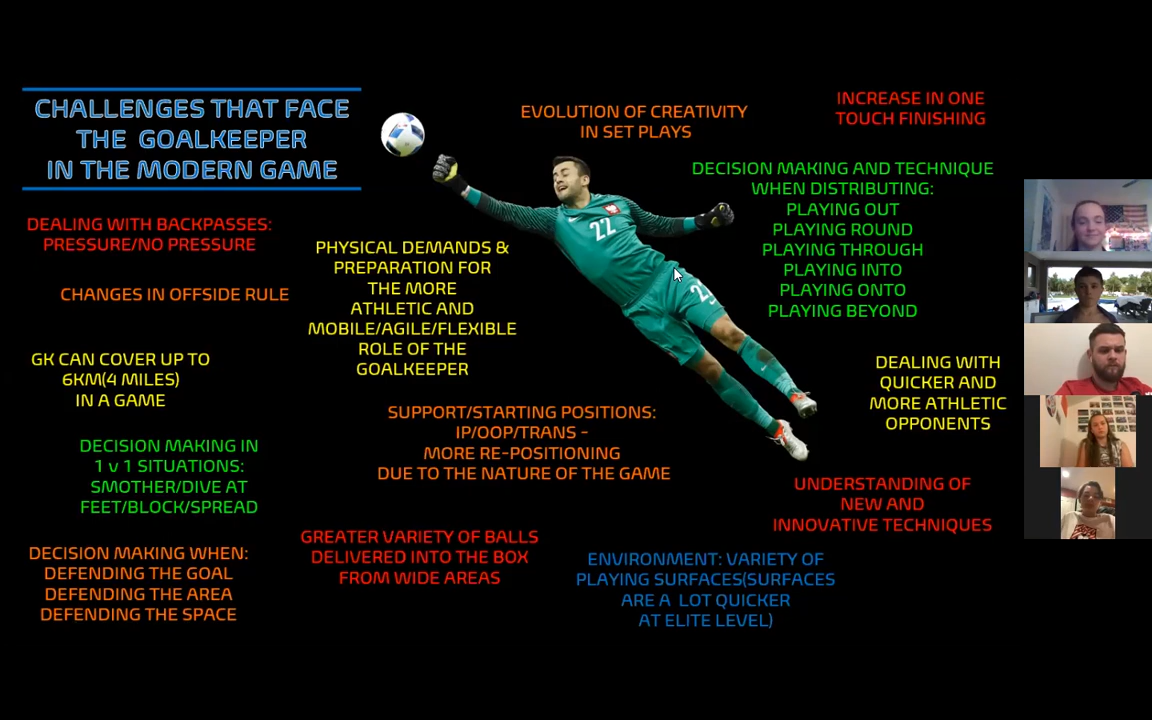 CHALLENGES THAT FACE
THE GOALKEEPER
IN THE MODERN GAME
DEALING WITH BACKPASSES:
PRESSURE/NO PRESSURE
CHANGES IN OFFSIDE RULE
GK CAN COVER UP TO
6KM(4 MILES)
IN A GAME
DECISION MAKING IN
1 v 1 SITUATIONS:
SMOTHER/DIVE AT
FEET/BLOCK/SPREAD
DECISION MAKING WHEN:
DEFENDING THE GOAL
DEFENDING THE AREA
DEFENDING THE SPACE
PHYSICAL DEMANDS &
PREPARATION FOR
THE MORE
ATHLETIC AND
MOBILE/AGILE/FLEXIBLE
ROLE OF THE
GOALKEEPER
SUPPORT/STARTING POSITIONS:
IP/OOP/TRANS -
MORE RE-POSITIONING
DUE TO THE NATURE OF THE GAME
GREATER VARIETY OF BALLS
DELIVERED INTO THE BOX
FROM WIDE AREAS
EVOLUTION OF CREATIVITY
IN SET PLAYS
22
22
INCREASE IN ONE
TOUCH FINISHING
DECISION MAKING AND TECHNIQUE
WHEN DISTRIBUTING:
PLAYING OUT
PLAYING ROUND
PLAYING THROUGH
PLAYING INTO
PLAYING ONTO
PLAYING BEYOND
DEALING WITH
QUICKER AND
MORE ATHLETIC
OPPONENTS
UNDERSTANDING OF
NEW AND
INNOVATIVE TECHNIQUES
ENVIRONMENT: VARIETY OF
PLAYING SURFACES(SURFACES
ARE A LOT QUICKER
AT ELITE LEVEL)